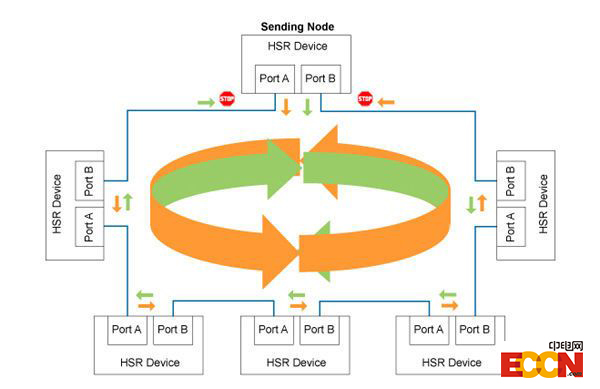 Sending Node
HSR Device
Port A
Port B
STOP
STOP
HSR Device
Port B
Port A
Port B
Port A
HSR Device
Port A
Port B
HSR Device
Port A
Port B
HSR Device
Port A
Port B
HSR Device
中电网
ECCN
.com